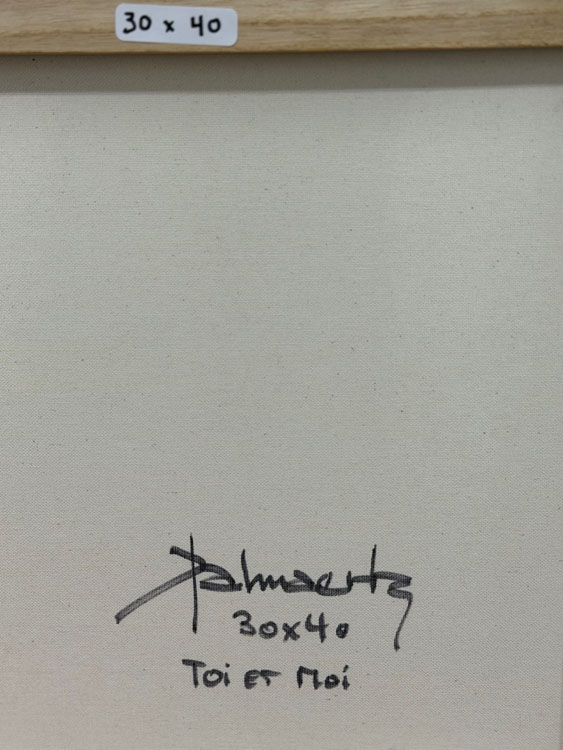 30 x 40
Palmaerts
30x40
Toi et Moi